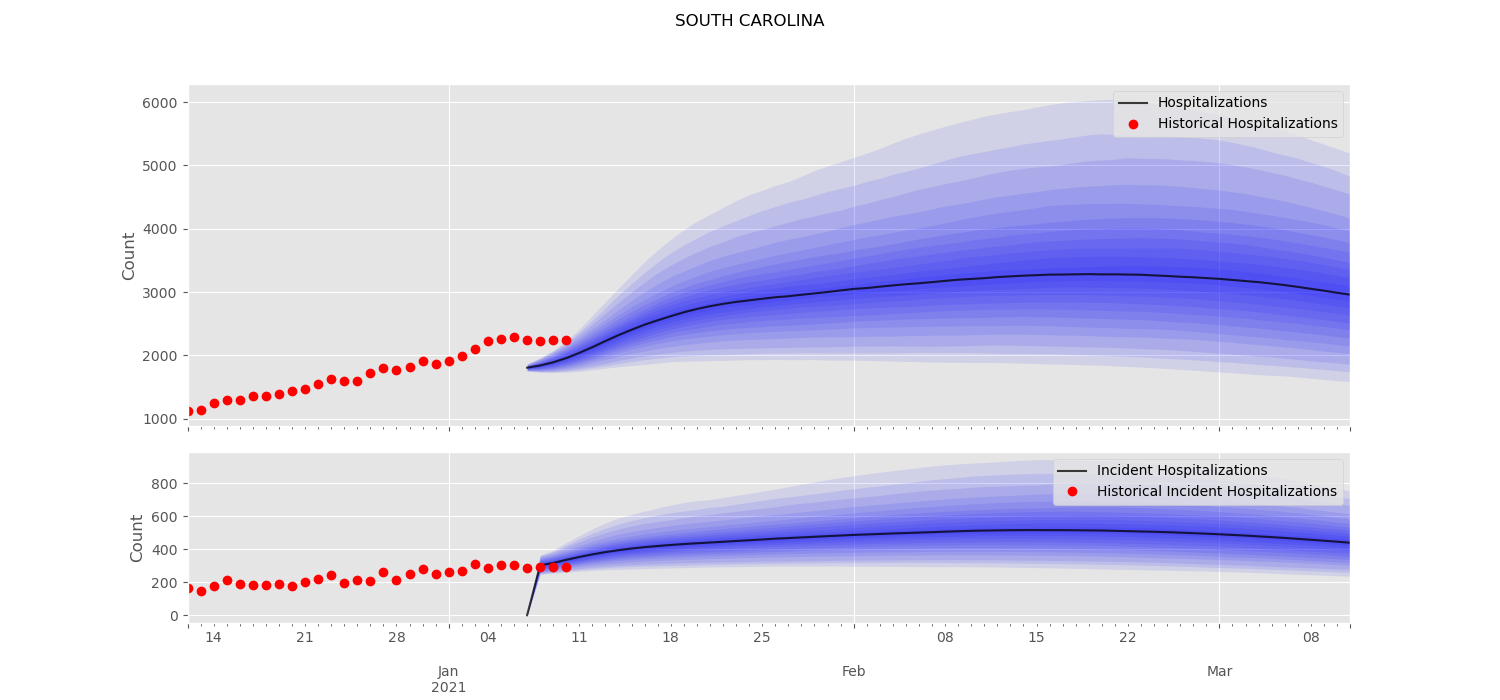 SOUTH CAROLINA
Hospitalizations
Historical Hospitalizations
6000
5000
4000
3000
2000
1000
Count
Incident Hospitalizations
Historical Incident Hospitalizations
800
600
400
200
0
Count
14 21 28 04 11 18 25 08 15 22 08
Jan Feb Mar
2021